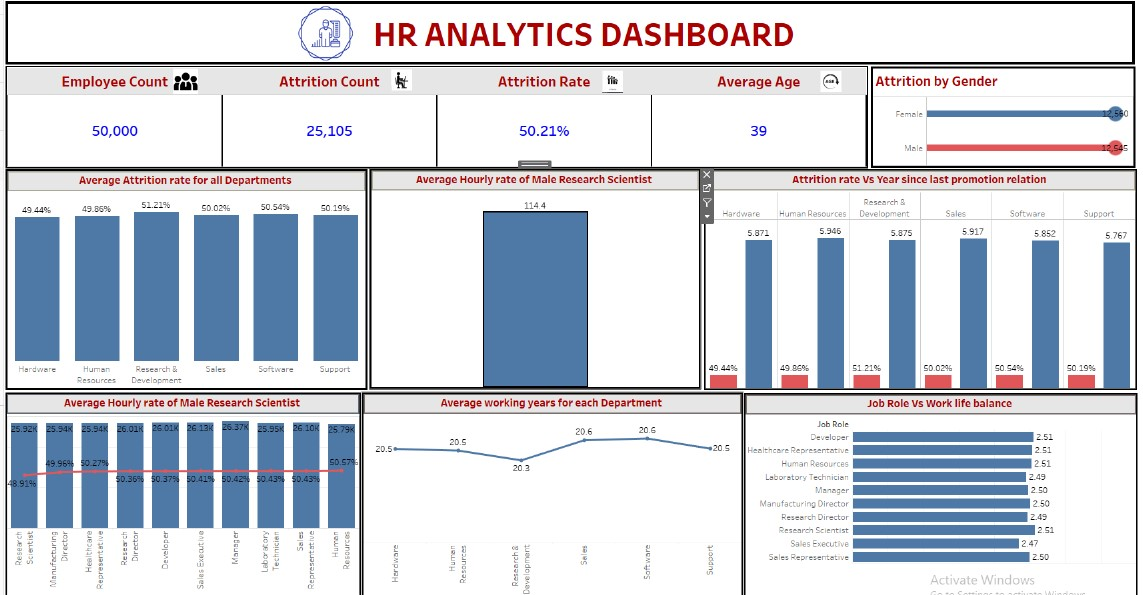 HR ANALYTICS DASHBOARD
Employee Count
Attrition Count
Attrition Rate
AGE
Average Age
50,000
25,105
50.21%
39
Attrition by Gender
Female
12,560
Male
12,545
Average Attrition rate for all Departments
49.44%
49.86%
51.21%
50.02%
50.54%
50.19%
Hardware
Human
Resources
Research &
Development
Sales
Software
Support
Average Hourly rate of Male Research Scientist
114.4
Attrition rate Vs Year since last promotion relation
Hardware
Human Resources
Research &
Development
Sales
Software
Support
5.871
5.946
5.875
5.917
5.852
5.767
49.44%
49.86%
51.21%
50.02%
50.54%
50.19%
Average Hourly rate of Male Research Scientist
25.92K
25.94K
25.94K
26.01K
26.01K
26.13K
26.37K
25.95K
26.10K
25.79K
48.91%
49.96%
50.27%
50.36%
50.37%
50.41%
50.42%
50.43%
50.43%
50.57%
Research
Scientist
Manufacturing
Director
Healthcare
Representative
Research
Director
Developer
Sales Executive
Manager
Laboratory
Technician
Sales
Representative
Human
Resources
Average working years for each Department
20.5
20.5
20.3
20.6
20.6
20.5
Hardware
Human
Resources
Research &
Development
Sales
Software
Support
Job Role Vs Work life balance
Job Role
Developer
2.51
Healthcare Representative
2.51
Human Resources
2.51
Laboratory Technician
2.49
Manager
2.50
Manufacturing Director
2.50
Research Director
2.49
Research Scientist
2.51
Sales Executive
2.47
Sales Representative
2.50
Activate Windows
Go to Settings to activate Windows.